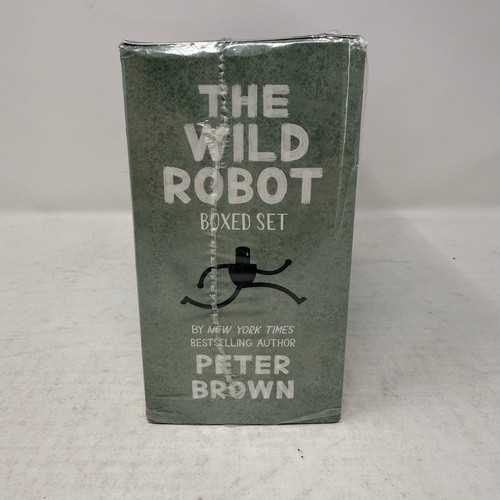 THE
WILD
ROBOT
BOXED SET
BY NEW YORK TIMES
BESTSELLING AUTHOR
PETER
BROWN